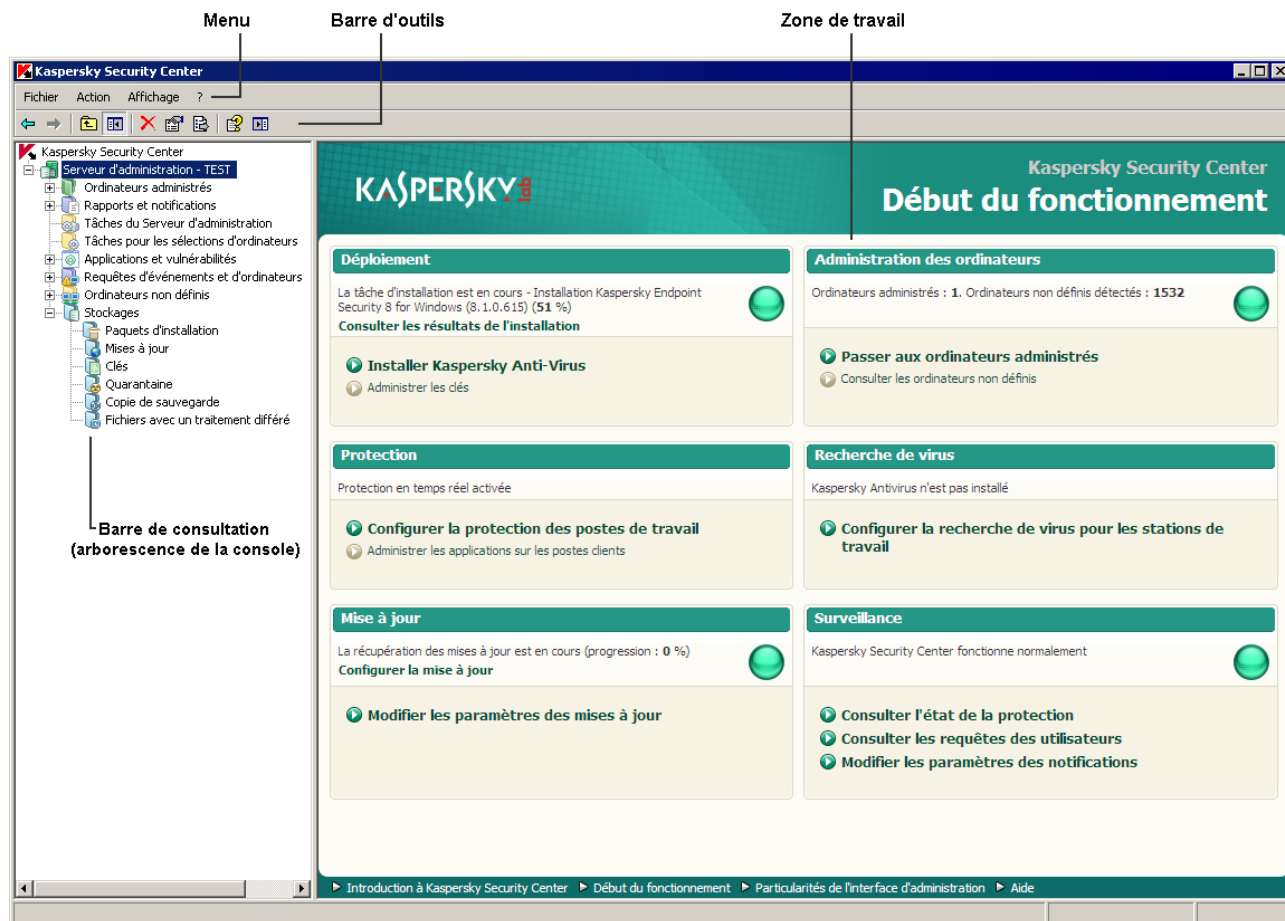 Menu
Barre d'outils
Zone de travail
Kaspersky Security Center
Fichier Action Affichage ?
Kaspersky Security Center
Serveur d'administration - TEST
Ordinateurs administrés
Rapports et notifications
Tâches du Serveur d'administration
Tâches pour les sélections d'ordinateurs
Applications et vulnérabilités
Requêtes d'événements et d'ordinateurs
Ordinateurs non définis
Stockages
Paquets d'installation
Mises à jour
Clés
Quarantaine
Copie de sauvegarde
Fichiers avec un traitement différé
Barre de consultation
(arborescence de la console)
KASPERSKY lab
Kaspersky Security Center
Début du fonctionnement
Déploiement
La tâche d'installation est en cours - Installation Kaspersky Endpoint
Security 8 for Windows (8.1.0.615) (51 %)
Consulter les résultats de l'installation
Installer Kaspersky Anti-Virus
Administrer les clés
Administration des ordinateurs
Ordinateurs administrés : 1. Ordinateurs non définis détectés : 1532
Passer aux ordinateurs administrés
Consulter les ordinateurs non définis
Protection
Protection en temps réel activée
Configurer la protection des postes de travail
Administrer les applications sur les postes clients
Recherche de virus
Kaspersky Antivirus n'est pas installé
Configurer la recherche de virus pour les stations de
travail
Mise à jour
La récupération des mises à jour est en cours (progression : 0 %)
Configurer la mise à jour
Modifier les paramètres des mises à jour
Surveillance
Kaspersky Security Center fonctionne normalement
Consulter l'état de la protection
Consulter les requêtes des utilisateurs
Modifier les paramètres des notifications
Introduction à Kaspersky Security Center Début du fonctionnement Particularités de l'interface d'administration Aide